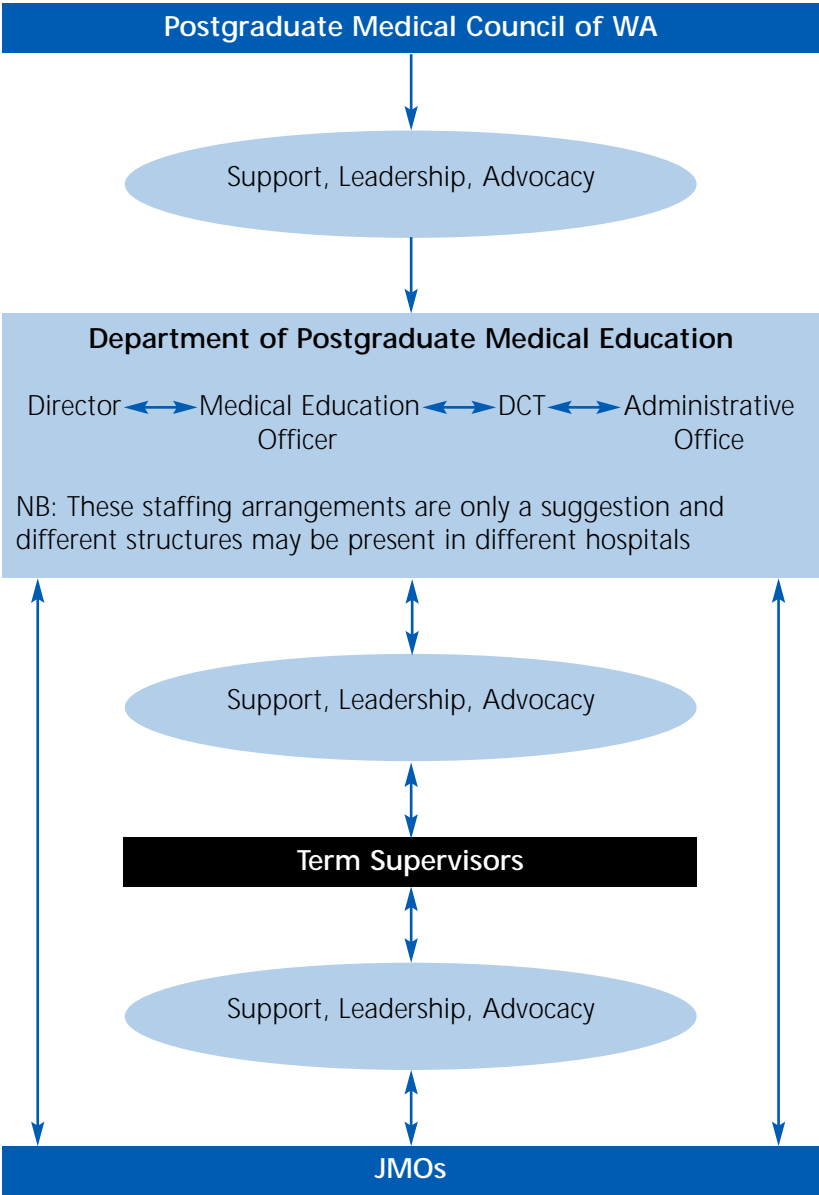 Postgraduate Medical Council of WA
Support, Leadership, Advocacy
Department of Postgraduate Medical Education
Director Medical Education DCT Administrative
Officer Office
NB: These staffing arrangements are only a suggestion and
different structures may be present in different hospitals
Support, Leadership, Advocacy
Term Supervisors
Support, Leadership, Advocacy
JMOs